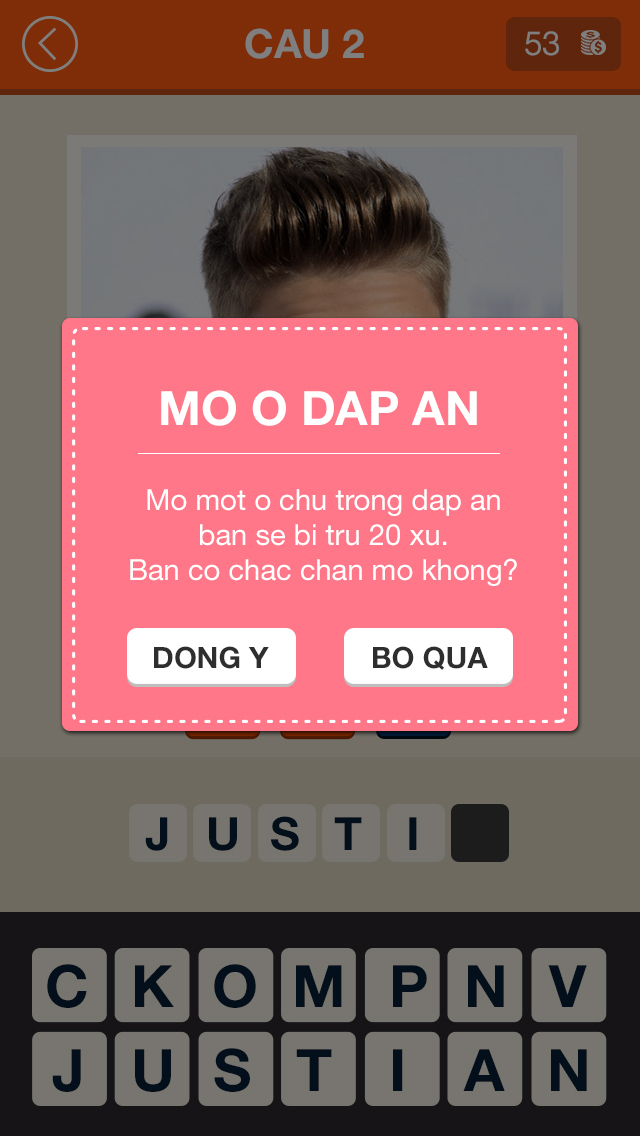 CAU 2
53
MO O DAP AN
Mo mot o chu trong dap an
ban se bi tru 20 xu.
Ban co chac chan mo khong?
DONG Y
BO QUA
J U S T I
C K O M P N V
J U S T I A N